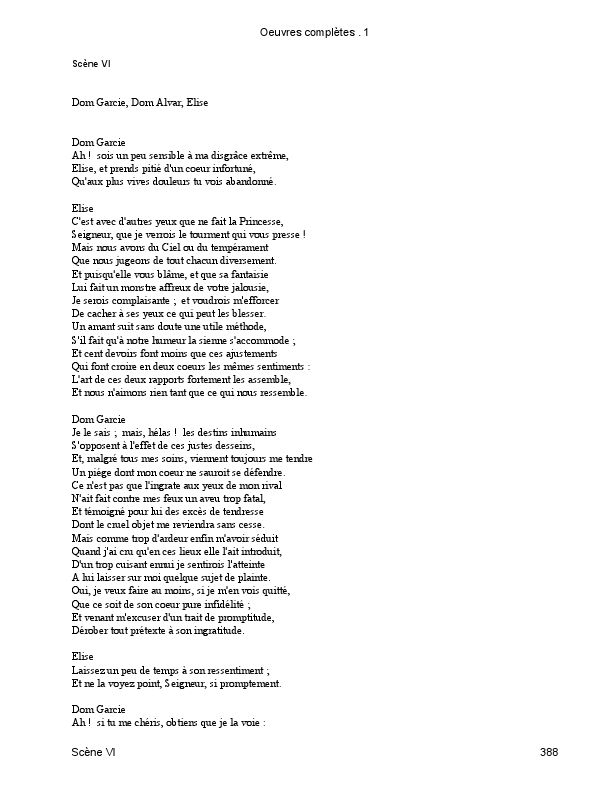 Oeuvres complètes . 1
Scène VI
Dom Garcie, Dom Alvar, Elise
Dom Garcie
Ah ! sois un peu sensible à ma disgrâce extrême,
Elise, et prends pitié d'un coeur infortuné,
Qu'aux plus vives douleurs tu vois abandonné.
Elise
C'est avec d'autres yeux que ne fait la Princesse,
Seigneur, que je verrois le tourment qui vous presse !
Mais nous avons du Ciel ou du tempérament
Que nous jugeons de tout chacun diversement.
Et puisqu'elle vous blâme, et que sa fantaisie
Lui fait un monstre affreux de votre jalousie,
Je serois complaisante ; et voudrois m'efforcer
De cacher à ses yeux ce qui peut les blesser.
Un amant suit sans doute une utile méthode,
S'il fait qu'à notre humeur la sienne s'accommode ;
Et cent devoirs font moins que ces ajustements
Qui font croire en deux coeurs les mêmes sentiments :
L'art de ces deux rapports fortement les assemble,
Et nous n'aimons rien tant que ce qui nous ressemble.
Dom Garcie
Je le sais ; mais, hélas ! les destins inhumains
S'opposent à l'effet de ces justes desseins,
Et, malgré tous mes soins, viennent toujours me tendre
Un piége dont mon coeur ne sauroit se défendre.
Ce n'est pas que l'ingrate aux yeux de mon rival
N'ait fait contre mes feux un aveu trop fatal,
Et témoigné pour lui des excès de tendresse
Dont le cruel objet me reviendra sans cesse.
Mais comme trop d'ardeur enfin m'avoir séduit
Quand j'ai cru qu'en ces lieux elle l'ait introduit,
D'un trop cuisant ennui je sentirois l'atteinte
A lui laisser sur moi quelque sujet de plainte.
Oui, je veux faire au moins, si je m'en vois quitté,
Que ce soit de son coeur pure infidélité ;
Et venant m'excuser d'un trait de promptitude,
Dérober tout prétexte à son ingratitude.
Elise
Laissez un peu de temps à son ressentiment ;
Et ne la voyez point, Seigneur, si promptement.
Dom Garcie
Ah ! si tu me chéris, obtiens que je la voie :
Scène VI 388